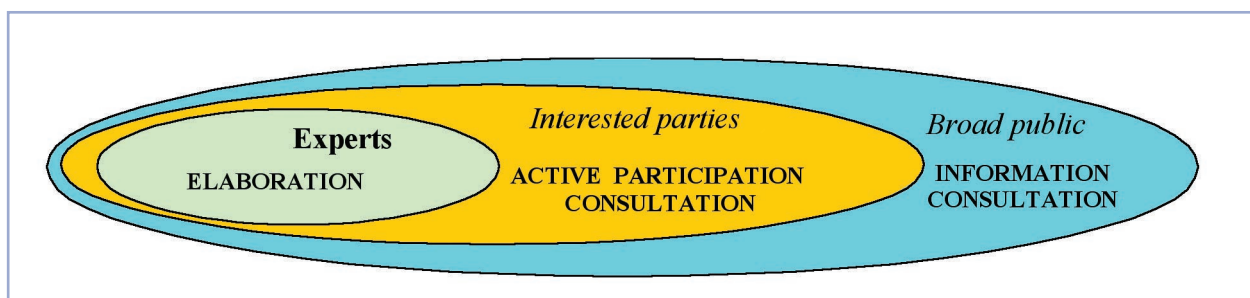 Experts
ELABORATION
Interested parties
ACTIVE PARTICIPATION
CONSULTATION
Broad public
INFORMATION
CONSULTATION